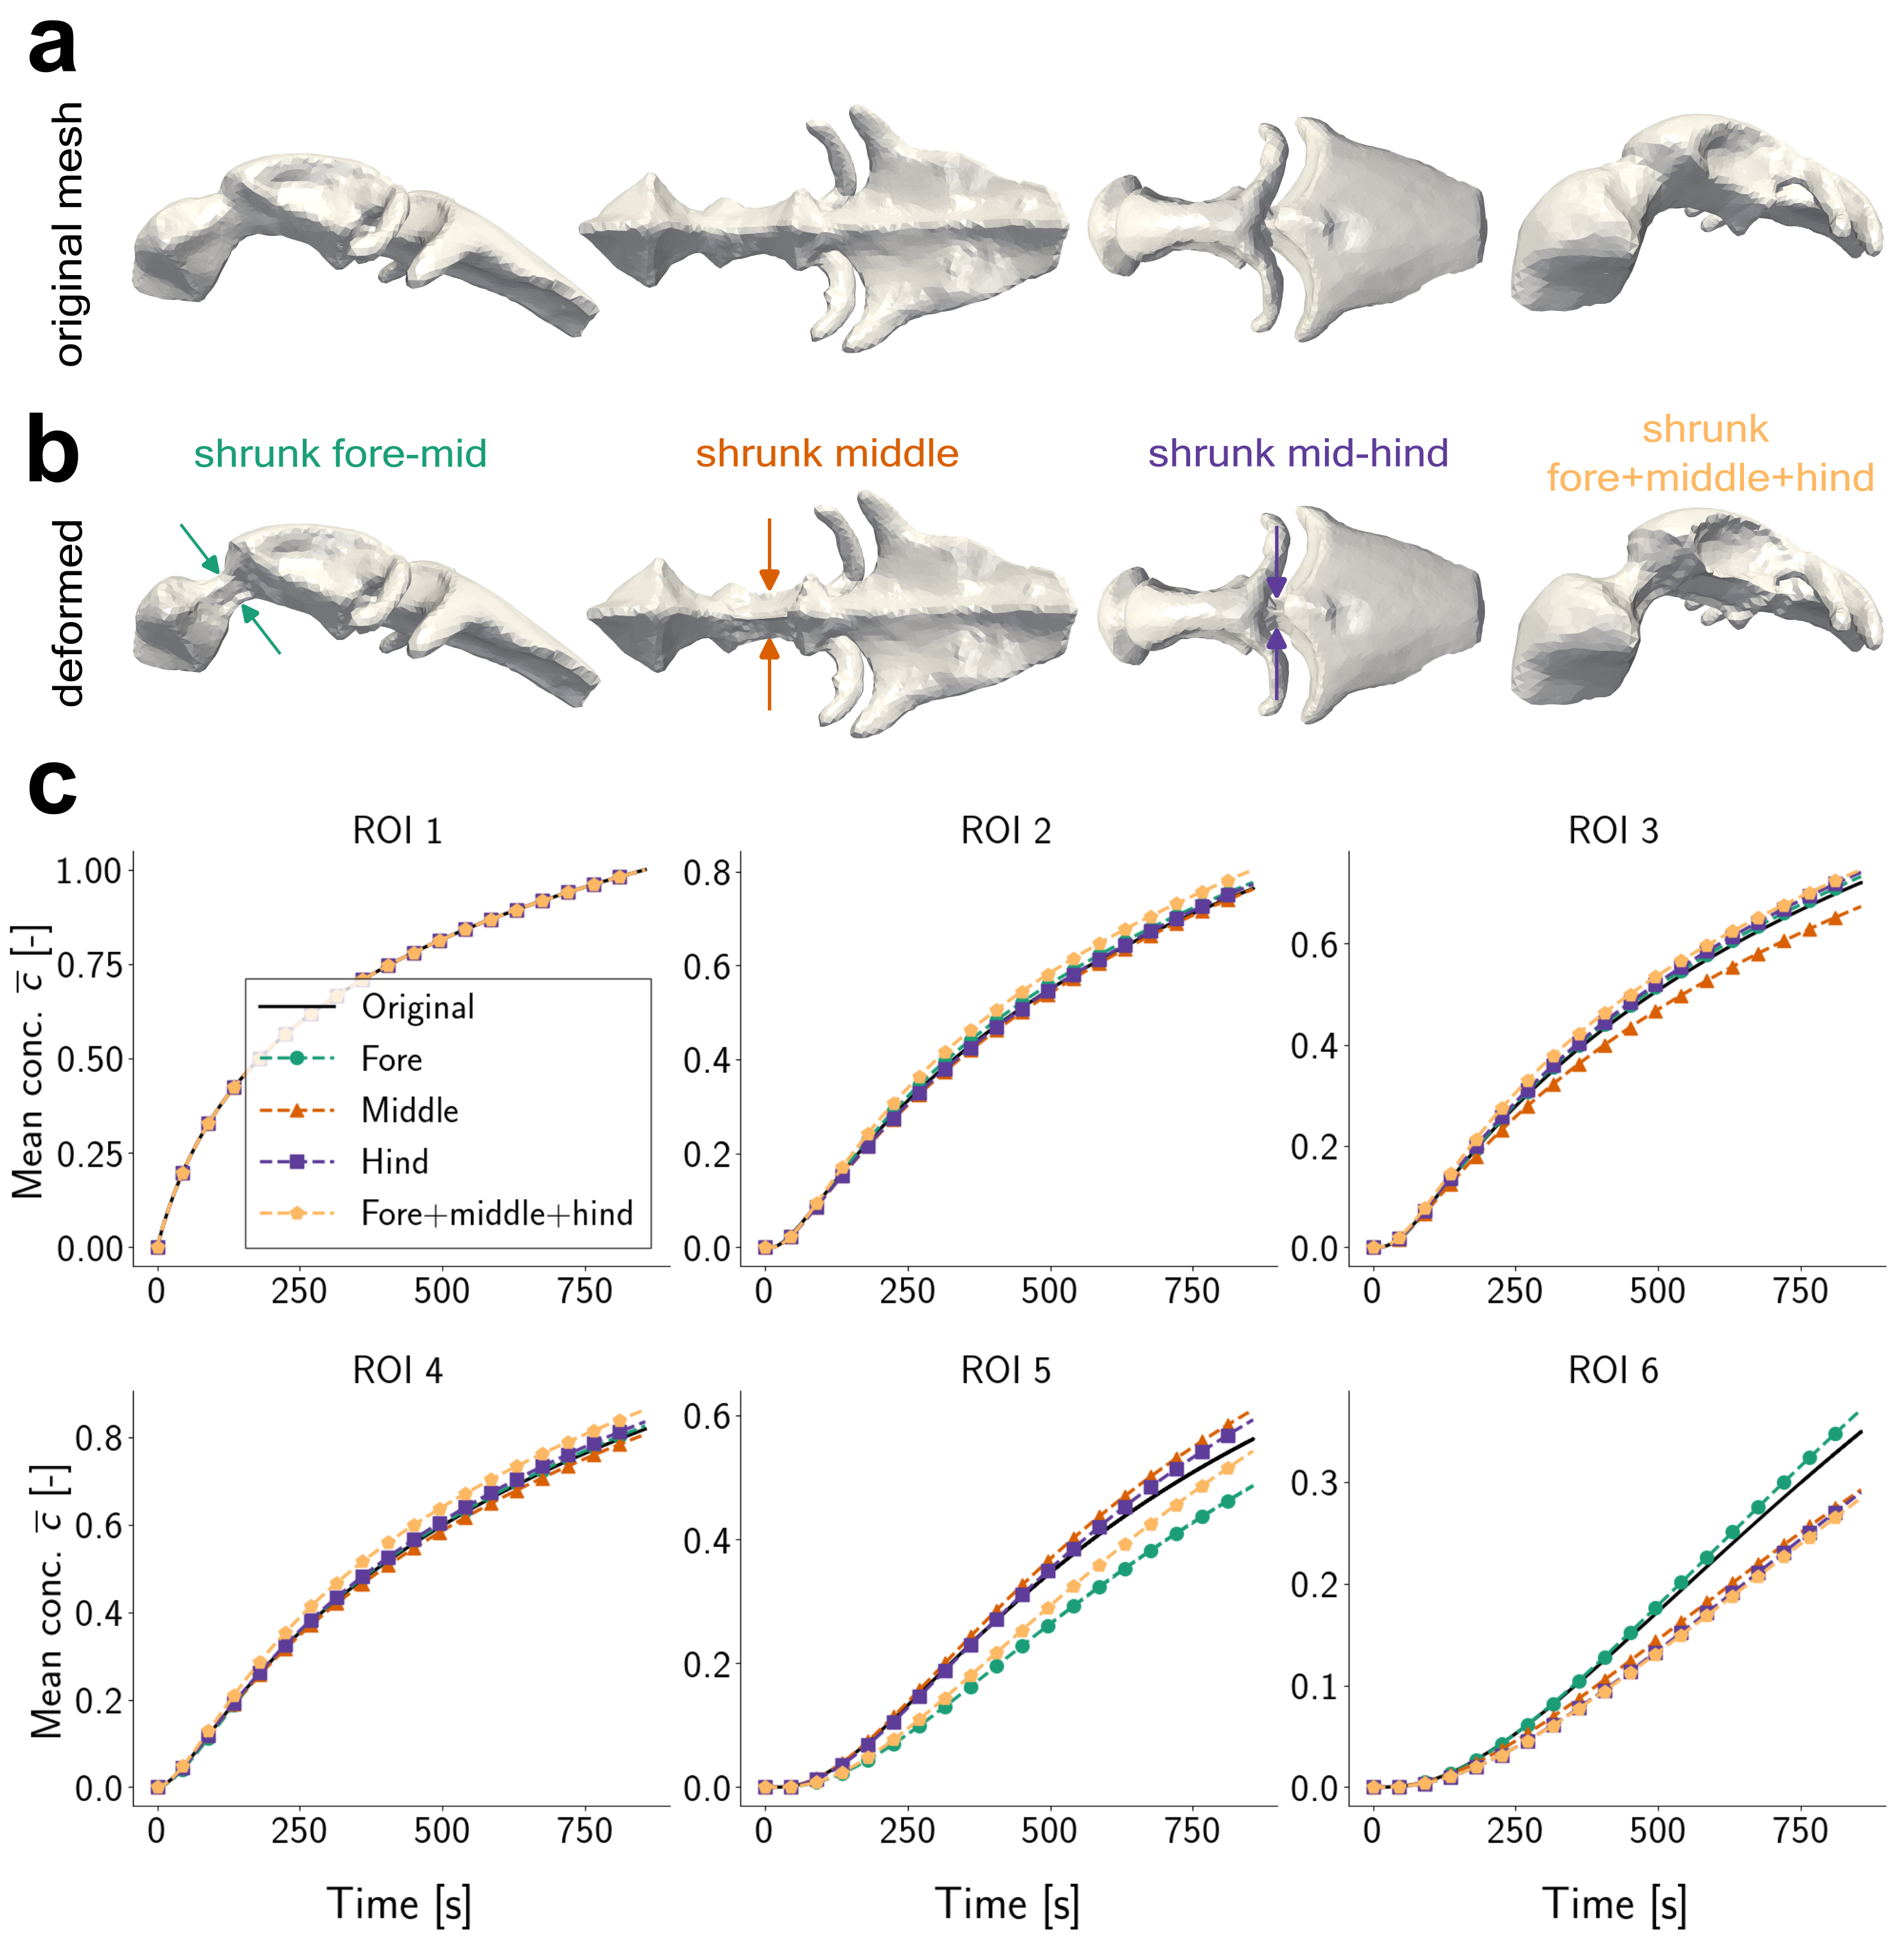 a
original mesh
b
deformed
shrunk fore-mid
shrunk middle
shrunk mid-hind
shrunk
fore+middle+hind
c
ROI 1
Mean conc. c̅ [-]
1.00
0.75
0.50
0.25
0.00
0 250 500 750
Original
Fore
Middle
Hind
Fore+middle+hind
ROI 2
0.8
0.6
0.4
0.2
0.0
0 250 500 750
ROI 3
0.6
0.4
0.2
0.0
0 250 500 750
ROI 4
Mean conc. c̅ [-]
0.8
0.6
0.4
0.2
0.0
0 250 500 750
Time [s]
ROI 5
0.6
0.4
0.2
0.0
0 250 500 750
Time [s]
ROI 6
0.3
0.2
0.1
0.0
0 250 500 750
Time [s]